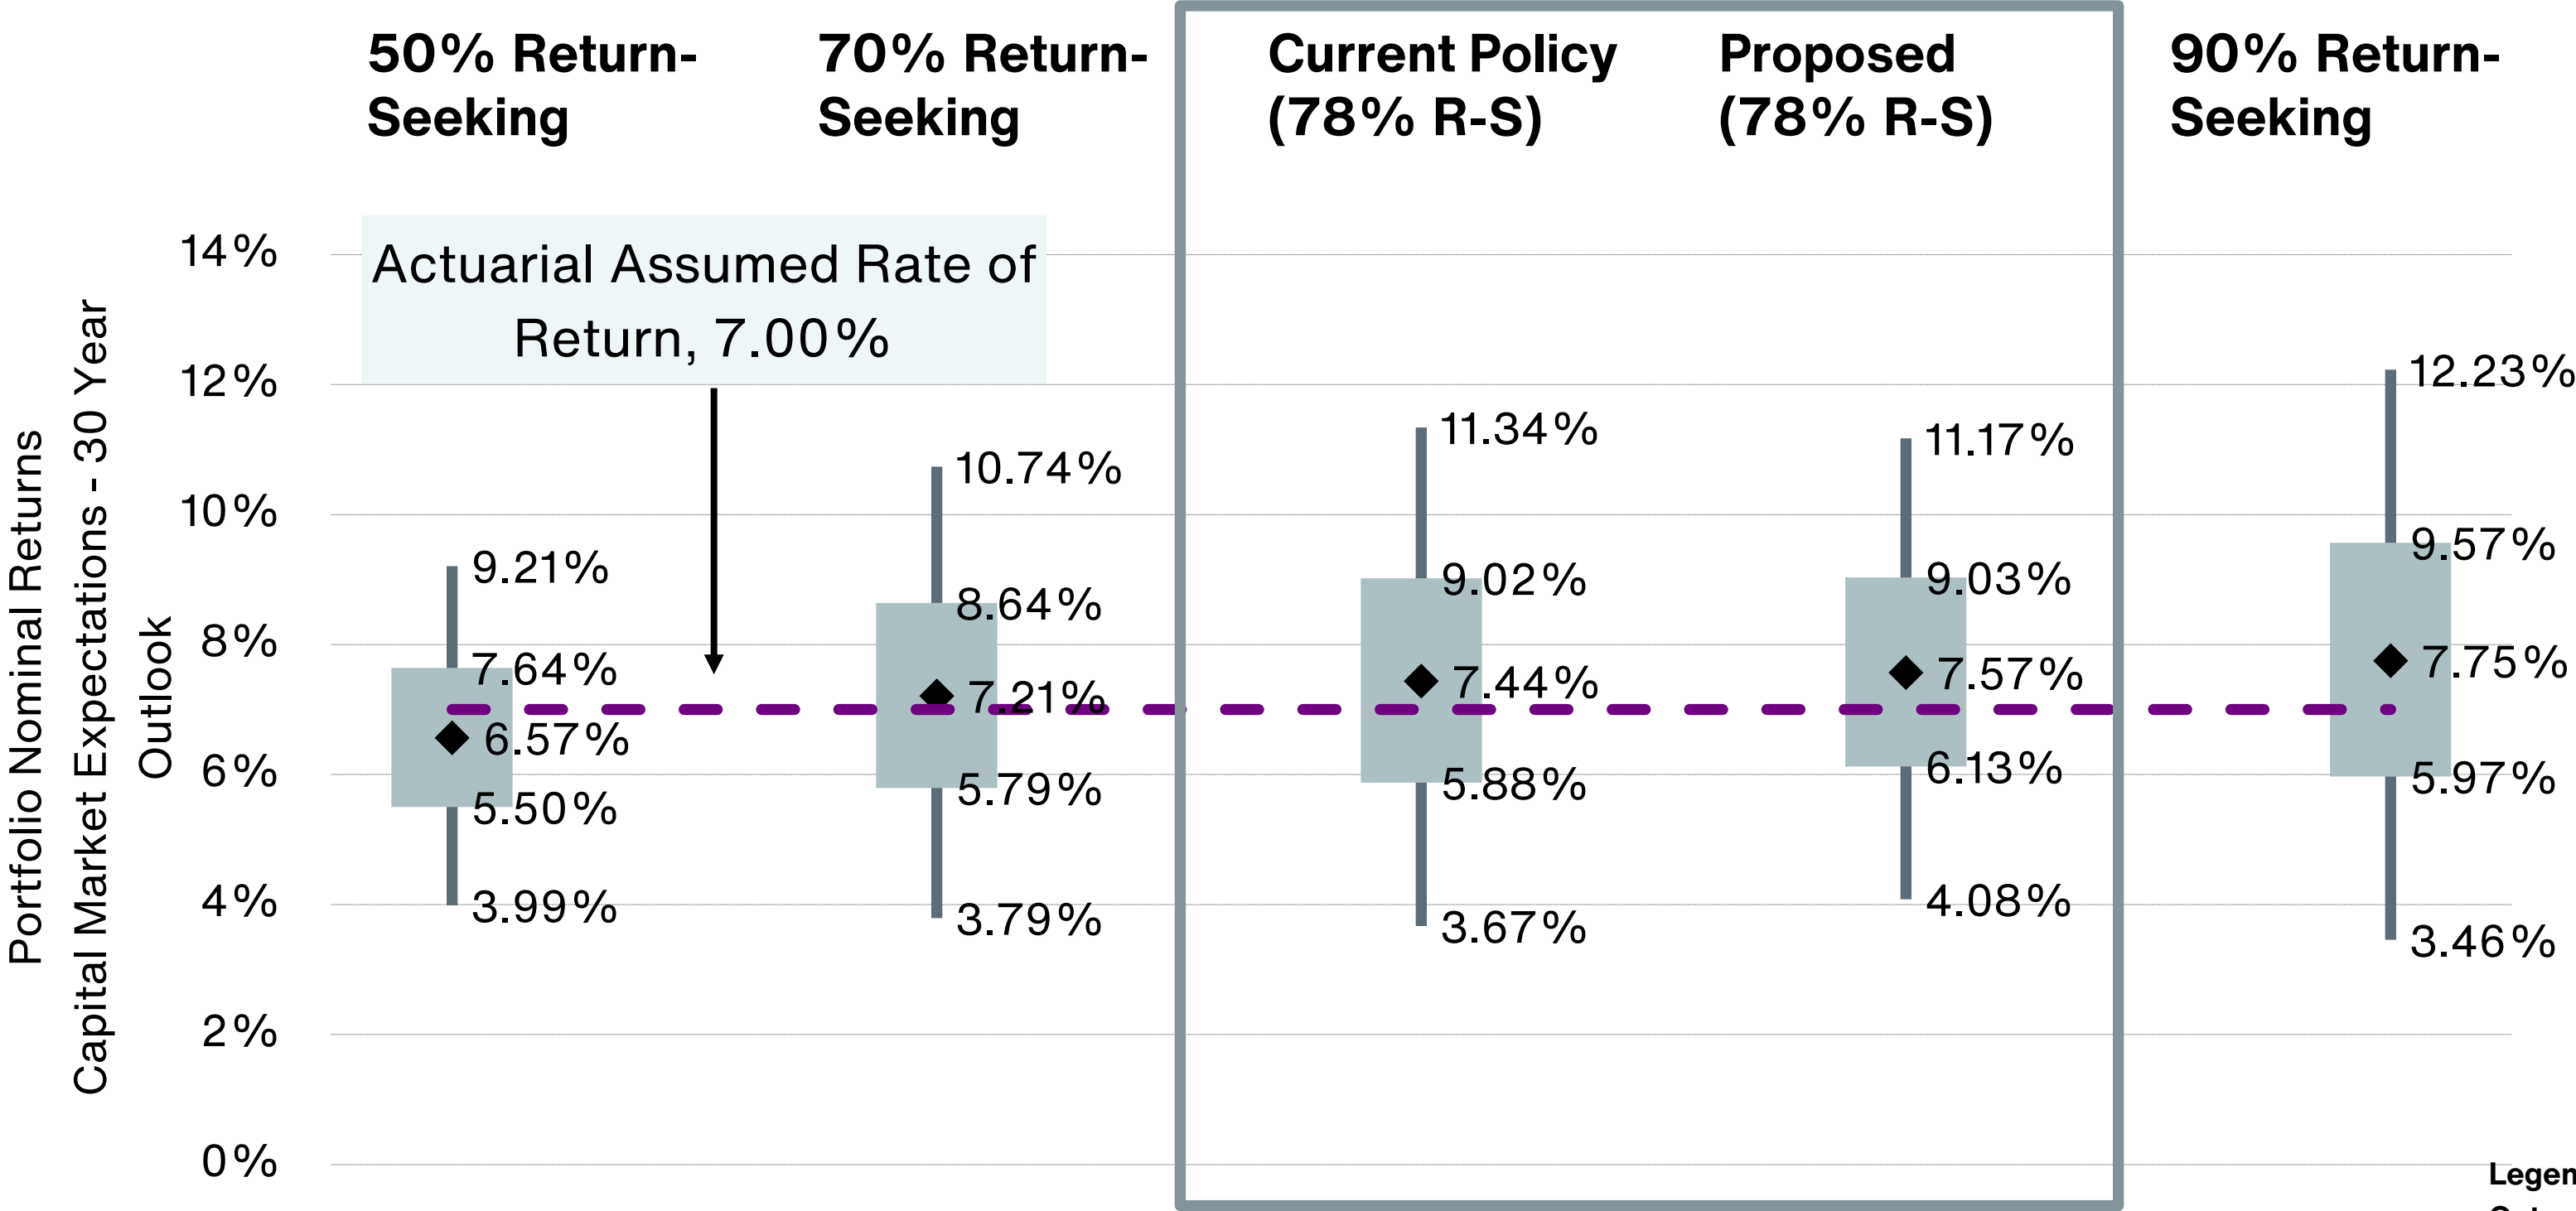 50% Return-
Seeking
70% Return-
Seeking
Current Policy
(78% R-S)
Proposed
(78% R-S)
90% Return-
Seeking
Portfolio Nominal Returns
Capital Market Expectations - 30 Year
Outlook
14%
12%
10%
8%
6%
4%
2%
0%
Actuarial Assumed Rate of
Return, 7.00%
9.21%
7.64%
6.57%
5.50%
3.99%
10.74%
8.64%
7.21%
5.79%
3.79%
11.34%
9.02%
7.44%
5.88%
3.67%
11.17%
9.03%
7.57%
6.13%
4.08%
12.23%
9.57%
7.75%
5.97%
3.46%
Legen